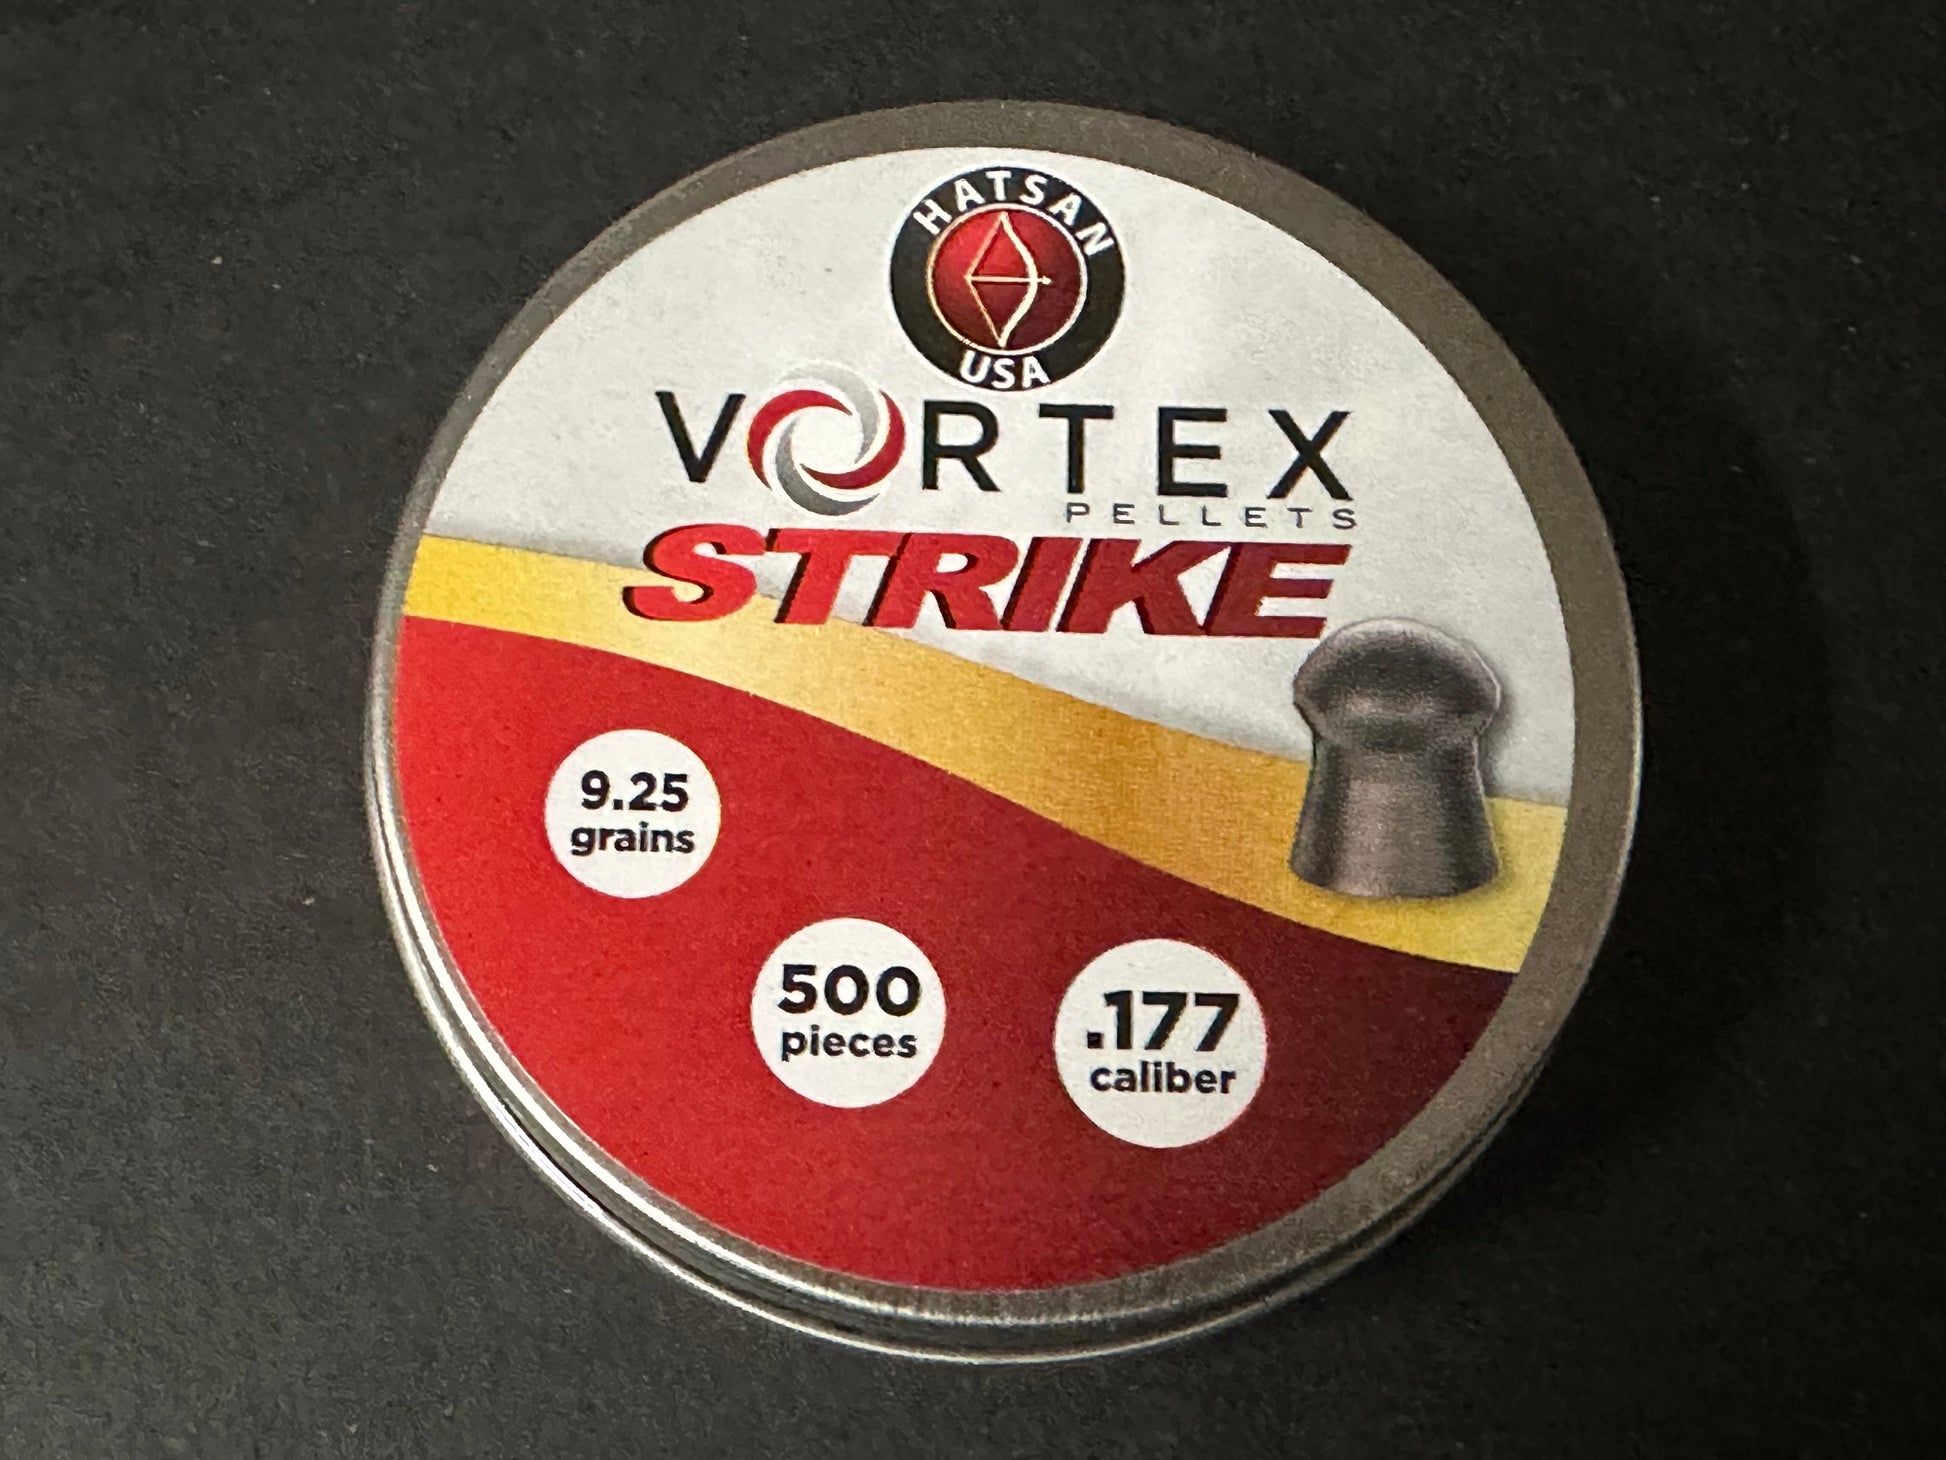 HATSAN
USA
VORTEX
PELLETS
STRIKE
9.25
grains
500
pieces
.177
caliber